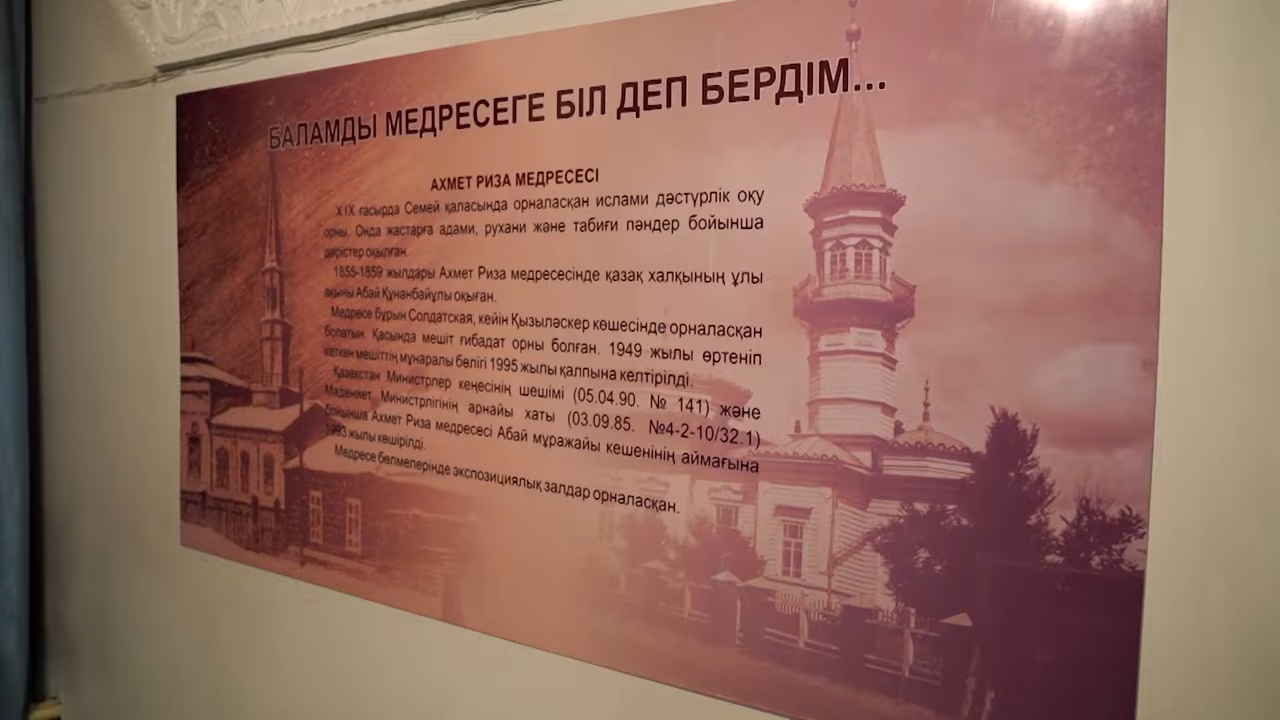 БАЛАМДЫ МЕДРЕСЕГЕ БІЛ ДЕП БЕРДІМ...
АХМЕТ РИЗА МЕДРЕСЕСІ
XIX ғасырда Семей қаласында орналасқан ислами дәстүрлік оқу
орны. Онда жастарға адами, рухани және табиғи пәндер бойынша
дәрістер оқылған.
1855-1859 жылдары Ахмет Риза медресесінде қазақ халқының ұлы
ақыны Абай Құнанбайұлы оқыған.
Медресе бұрын Солдатская, кейін Қызыләскер көшесінде орналасқан
болатын. Қасында мешіт ғибадат орны болған. 1949 жылы өртеніп
кеткен мешіттің мұнаралы бөлігі 1995 жылы қалпына келтірілді.
Қазақстан Министрлер кеңесінің шешімі (05.04.90. № 141) және
Мәдениет Министрлігінің арнайы хаты (03.09.85. №4-2-10/32.1)
бойынша Ахмет Риза медресесі Абай мұражайы кешенінің аймағына
1993 жылы көшірілді.
Медресе бөлмелерінде экспозициялық залдар орналасқан.